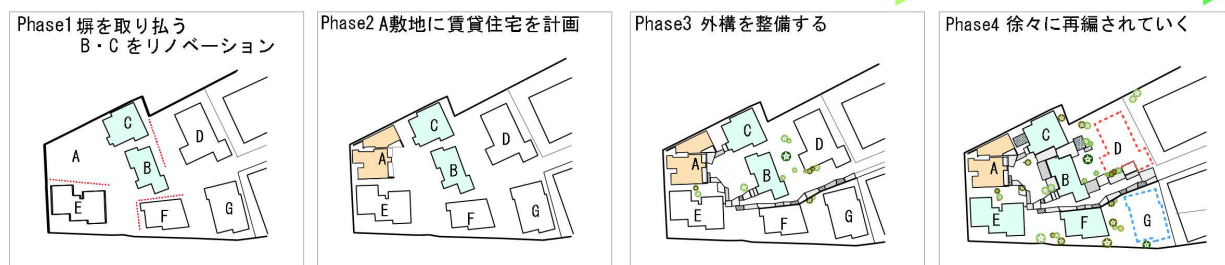 Phase1 塀を取り払う
B・Cをリノベーション
A
B
C
D
E
F
G
Phase2 A敷地に賃貸住宅を計画
A
B
C
D
E
F
G
Phase3 外構を整備する
A
B
C
D
E
F
G
Phase4 徐々に再編されていく
A
B
C
D
E
F
G